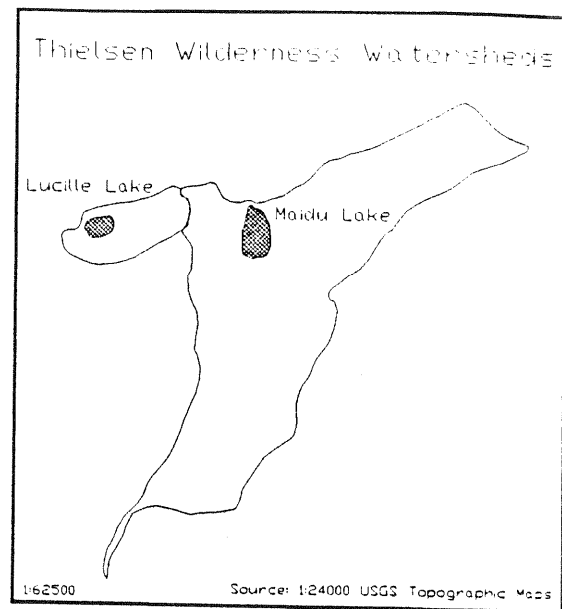 Thielsen Wilderness Watersheds
Lucille Lake
Maidu Lake
1:62500
Source: 1:24000 USGS Topographic Maps